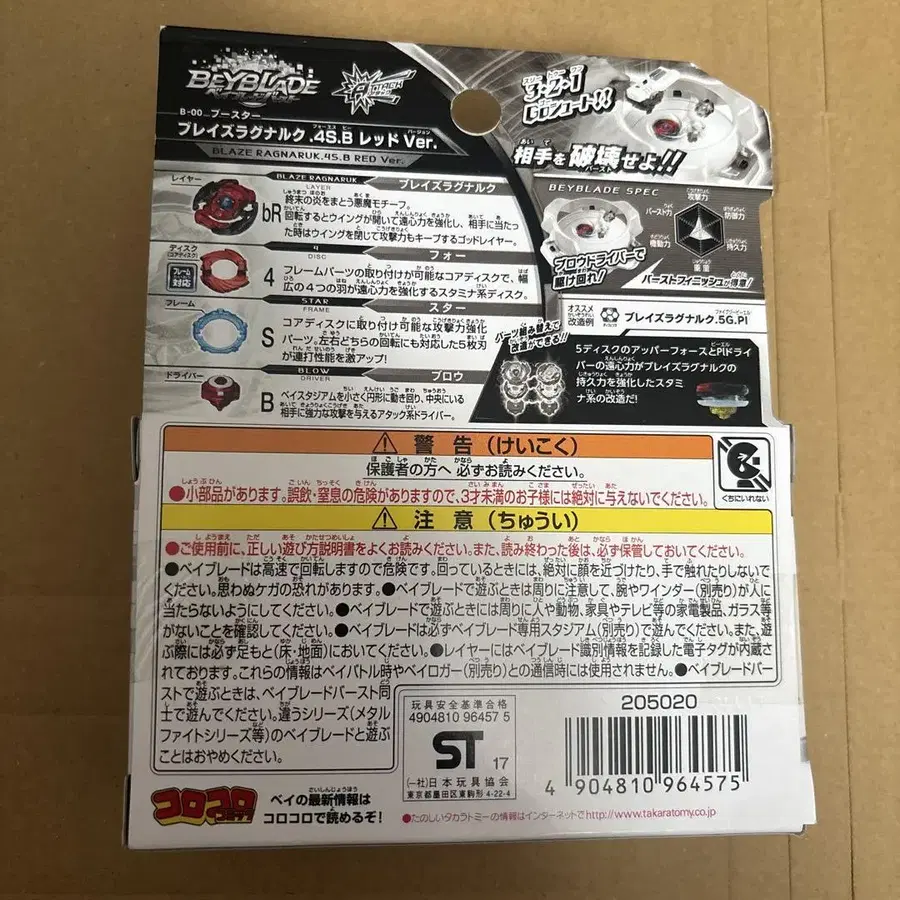 BEYBLADE
ATTACK
B-00 ブースター
ブレイズラグナルク .4S.B レッド Ver.
BLAZE RAGNARUK.4S.B RED Ver.
レイヤー
BLAZE RAGNARUK
LAYER
ブレイズラグナルク
bR
終末の炎をまとう悪魔モチーフ。
回転するとウイングが開いて遠心力を強化し、相手に当たっ
た時はウイングを閉じて攻撃力もキープするゴッドレイヤー。
ディスク
(コアディスク)
フレーム
対応
4
DISC
フォー
4
フレームパーツの取り付けが可能なコアディスクで、幅
広の4つの羽が遠心力を強化するスタミナ系ディスク。
フレーム
STAR
FRAME
スター
S
コアディスクに取り付け可能な攻撃力強化
パーツ。左右どちらの回転にも対応した5枚刃
が連打性能を激アップ!
ドライバー
BLOW
DRIVER
ブロウ
B
ベイスタジアムを小さく円形に動き回り、中央にいる
相手に強力な攻撃を与えるアタック系ドライバー。
3・2・1
ゴーシュート!!
相手を破壊せよ!!!
バースト
BEYBLADE SPEC
攻撃力
防御力
持久力
重量
機動力
バースト力
バーストフィニッシュが得意!
ブロウドライバーで
駆け回れ!
パーツ組み替えで
改造ができる!!
オススメ
改造例
ブレイズラグナルク.5G.Pl
5ディスクのアッパーフォースとPlドライ
バーの遠心力がブレイズラグナルクの
持久力を強化したスタミ
ナ系の改造だ!
警告(けいこく)
保護者の方へ 必ずお読みください。
●小部品があります。誤飲・窒息の危険がありますので、3才未満のお子様には絶対に与えないでください。
くちにいれない
注意(ちゅうい)
●ご使用前に、正しい遊び方説明書をよくお読みください。また、読み終わった後は、必ず保管しておいてください。
●ベイブレードは高速で回転しますので危険です。回っているときには、絶対に顔を近づけたり、手で触れたりしないで
ください。思わぬケガの恐れがあります。●ベイブレードで遊ぶときは周りに注意して、腕やワインダー(別売り)が人に
当たらないようにしてください。●ベイブレードで遊ぶときには周りに人や動物、家具やテレビ等の家電製品、ガラス等
がないことを確認してください。●ベイブレードは必ずベイブレード専用スタジアム(別売り)で遊んでください。また、遊
ぶ際には必ず足もと(床・地面)においてください。●レイヤーにはベイブレード識別情報を記録した電子タグが内蔵さ
れています。これらの情報はベイバトル時やベイロガー(別売り)との通信時には使用されません。●ベイブレードバー
ストで遊ぶときは、ベイブレードバースト同
士で遊んでください。違うシリーズ(メタル
ファイトシリーズ等)のベイブレードと遊ぶ
ことはおやめください。
玩具安全基準合格
4904810 96457 5
ST 17
(一社)日本玩具協会
東京都墨田区東駒形 4-22-4
205020
4 904810 964575
コロコロ
コミック
ベイの最新情報は
コロコロで読めるぞ!
●たのしいタカラトミーの情報はインターネットでhttp://www.takaratomy.co.jp